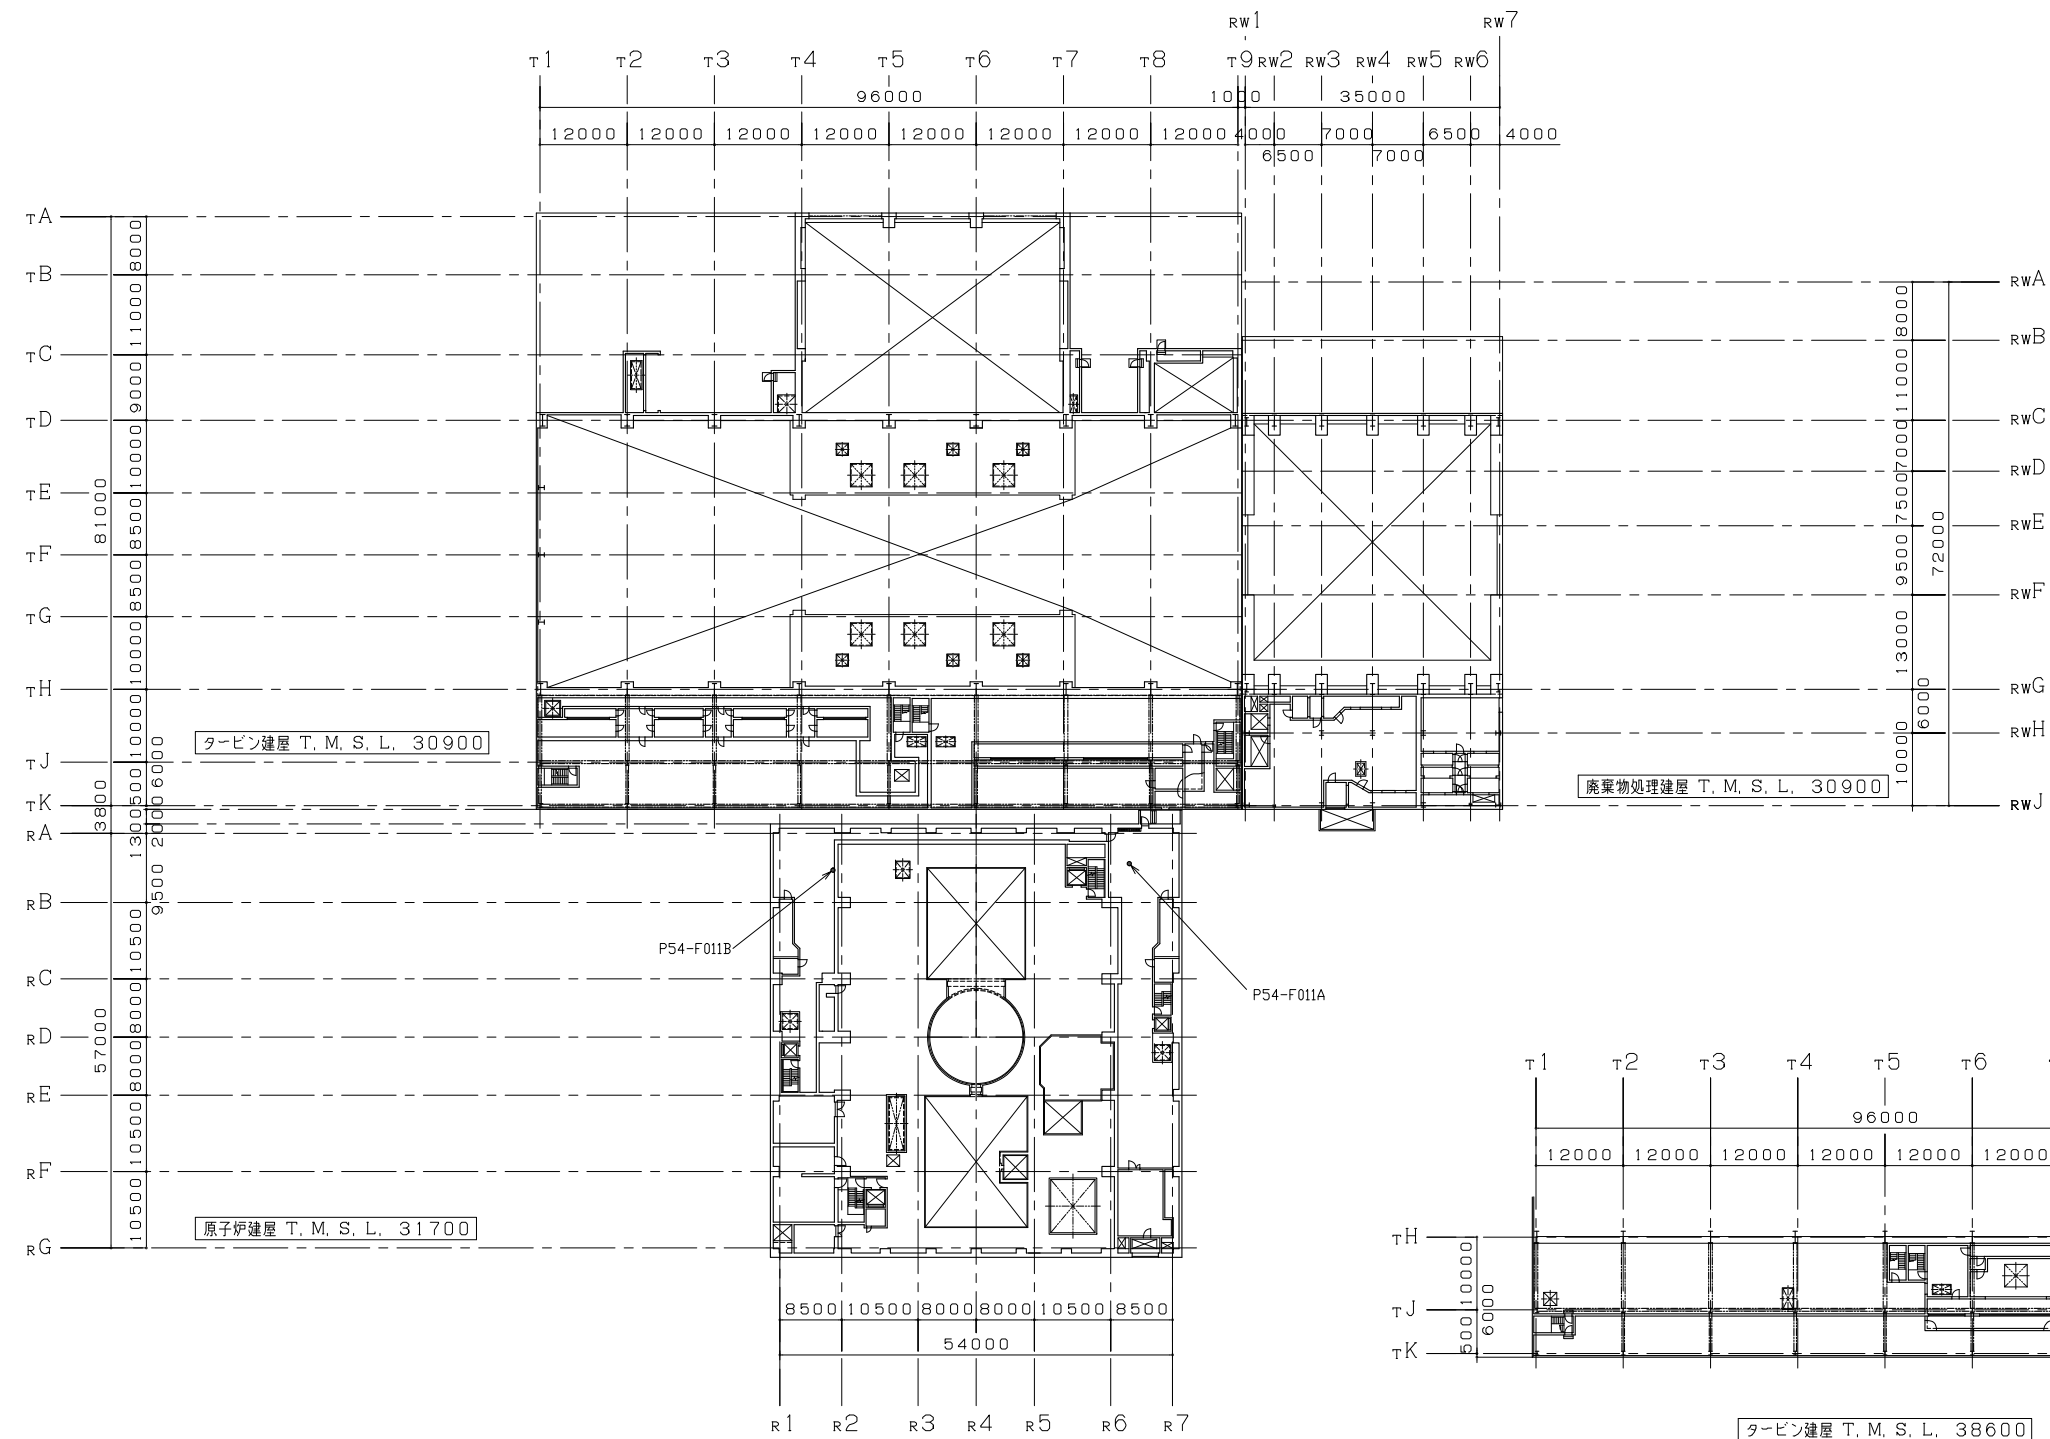 RW1 RW7
T1 T2 T3 T4 T5 T6 T7 T8 T9 RW2 RW3 RW4 RW5 RW6
96000 1000 35000
12000 12000 12000 12000 12000 12000 12000 12000 4000 7000 6500 4000
6500 7000
TA
TB
TC
TD
TE
TF
TG
TH
TJ
TK
RA
RB
RC
RD
RE
RF
RG
81000
3800
57000
8000
11000
9000
10000
8500
8500
10000
10000
6000
500
1300
2000
9500
10500
8000
8000
10500
10500
RWA
RWB
RWC
RWD
RWE
RWF
RWG
RWH
RWJ
8000
11000
7000
7500
9500
13000
6000
10000
72000
タービン建屋 T. M. S. L. 30900
廃棄物処理建屋 T. M. S. L. 30900
P54-F011B
P54-F011A
原子炉建屋 T. M. S. L. 31700
8500 10500 8000 8000 10500 8500
54000
R1 R2 R3 R4 R5 R6 R7
T1 T2 T3 T4 T5 T6
96000
12000 12000 12000 12000 12000 12000
TH
TJ
TK
10000
6000
500
タービン建屋 T. M. S. L. 38600